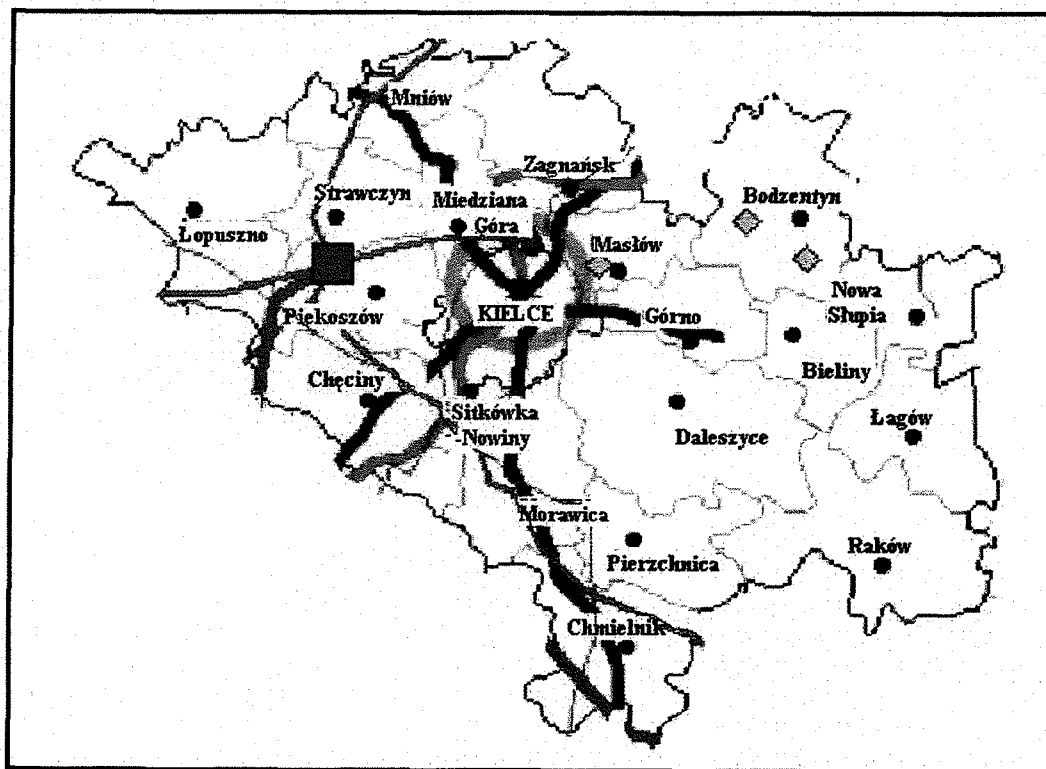 Mniów
Zagnańsk
Strawczyn
Miedziana
Góra
Bodzentyn
Łopuszno
Masłów
Nowa
Słupia
Piekoszów
KIELCE
Górno
Bieliny
Chęciny
Sitkówka
-Nowiny
Daleszyce
Łagów
Morawica
Pierzchnica
Raków
Chmielnik